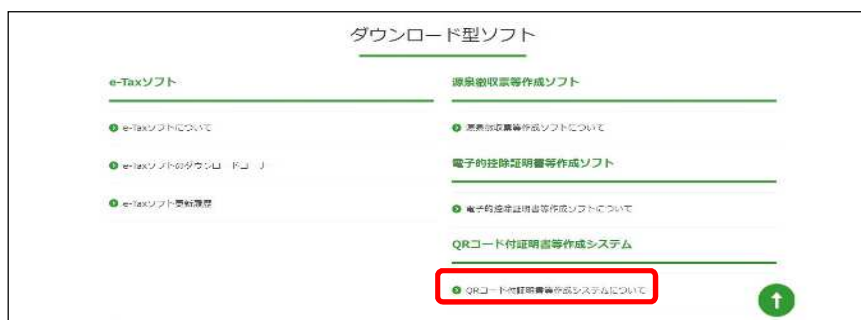 ダウンロード型ソフト
e-Taxソフト
e-Taxソフトについて
e-Taxソフトのダウンロードコーナー
e-Taxソフト更新履歴
源泉徴収票等作成ソフト
源泉徴収票等作成ソフトについて
電子的控除証明書等作成ソフト
電子的控除証明書等作成ソフトについて
QRコード付証明書等作成システム
QRコード付証明書等作成システムについて